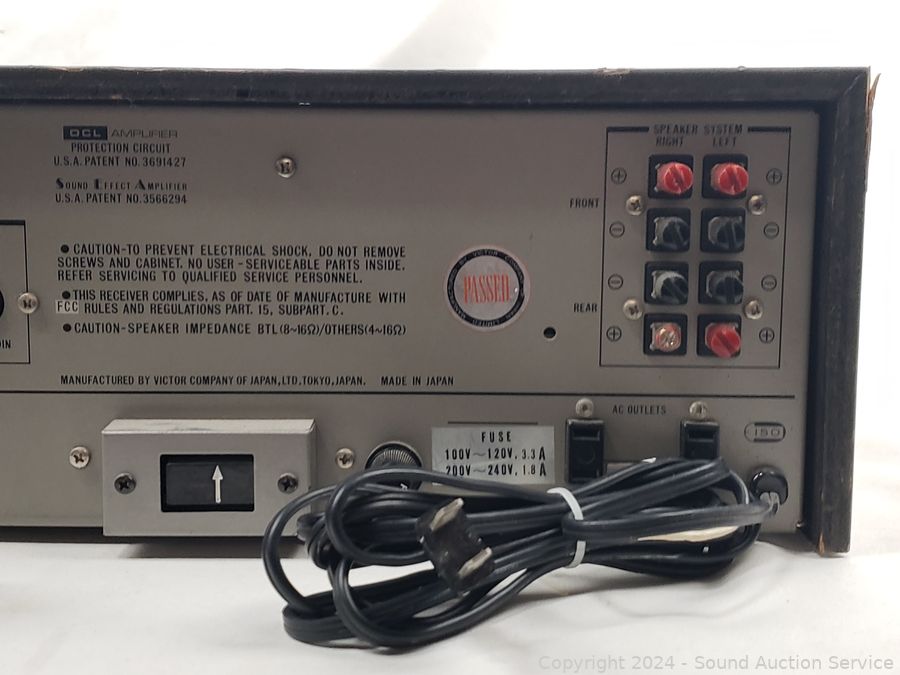 OCL AMPLIFIER
PROTECTION CIRCUIT
U.S.A. PATENT NO. 3691427
SOUND EFFECT AMPLIFIER
U.S.A. PATENT NO.3566294
● CAUTION-TO PREVENT ELECTRICAL SHOCK, DO NOT REMOVE
SCREWS AND CABINET. NO USER-SERVICEABLE PARTS INSIDE.
REFER SERVICING TO QUALIFIED SERVICE PERSONNEL.
● THIS RECEIVER COMPLIES, AS OF DATE OF MANUFACTURE WITH
FCC RULES AND REGULATIONS PART. 15, SUBPART. C.
● CAUTION-SPEAKER IMPEDANCE BTL(8~16Ω)/OTHERS(4~16Ω)
MANUFACTURED BY VICTOR COMPANY OF JAPAN, LTD. TOKYO, JAPAN. MADE IN JAPAN
PASSED
SPEAKER SYSTEM
RIGHT LEFT
FRONT
REAR
DIN
FUSE
100V~120V, 3.3A
200V~240V, 1.8A
AC OUTLETS
150
Copyright © 2024 - Sound Auction Service